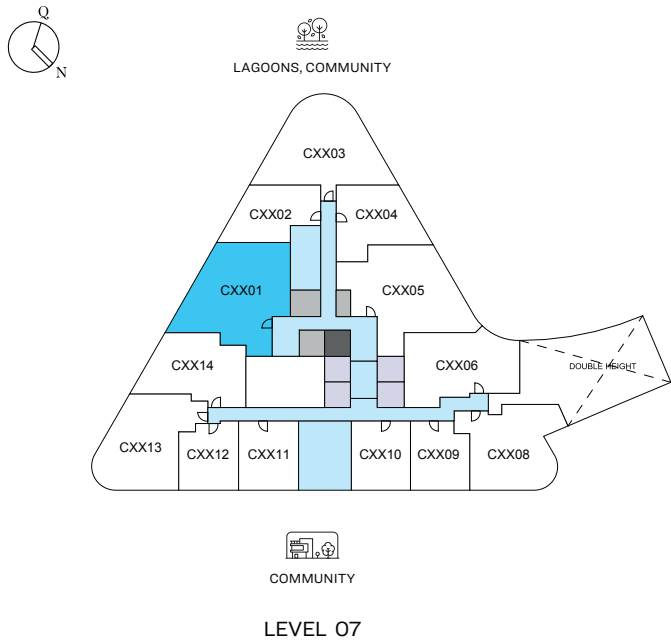 Q
N
LAGOONS, COMMUNITY
CXX03
CXX02
CXX04
CXX01
CXX05
CXX14
CXX06
DOUBLE HEIGHT
CXX13
CXX12
CXX11
CXX10
CXX09
CXX08
COMMUNITY
LEVEL 07